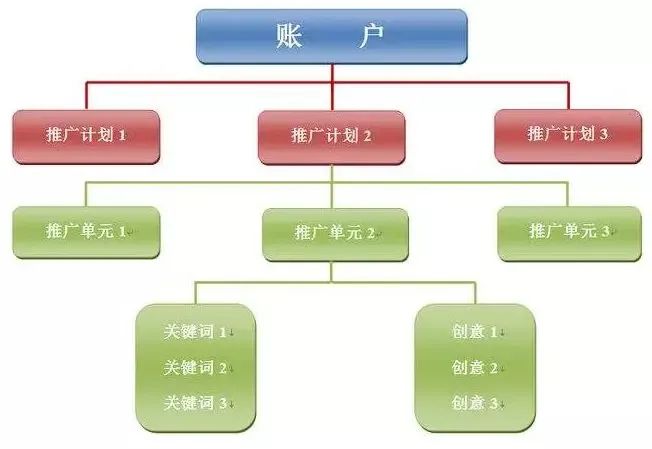 账 户
推广计划 1
推广计划 2
推广计划 3
推广单元 1
推广单元 2
推广单元 3
关键词 1
关键词 2
关键词 3
创意 1
创意 2
创意 3